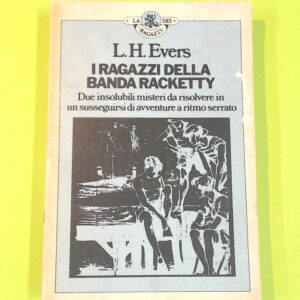 LA DEI
RAGAZZI
L. H. Evers
I RAGAZZI DELLA
BANDA RACKETTY
Due insolubili misteri da risolvere in
un susseguirsi di avventure a ritmo serrato